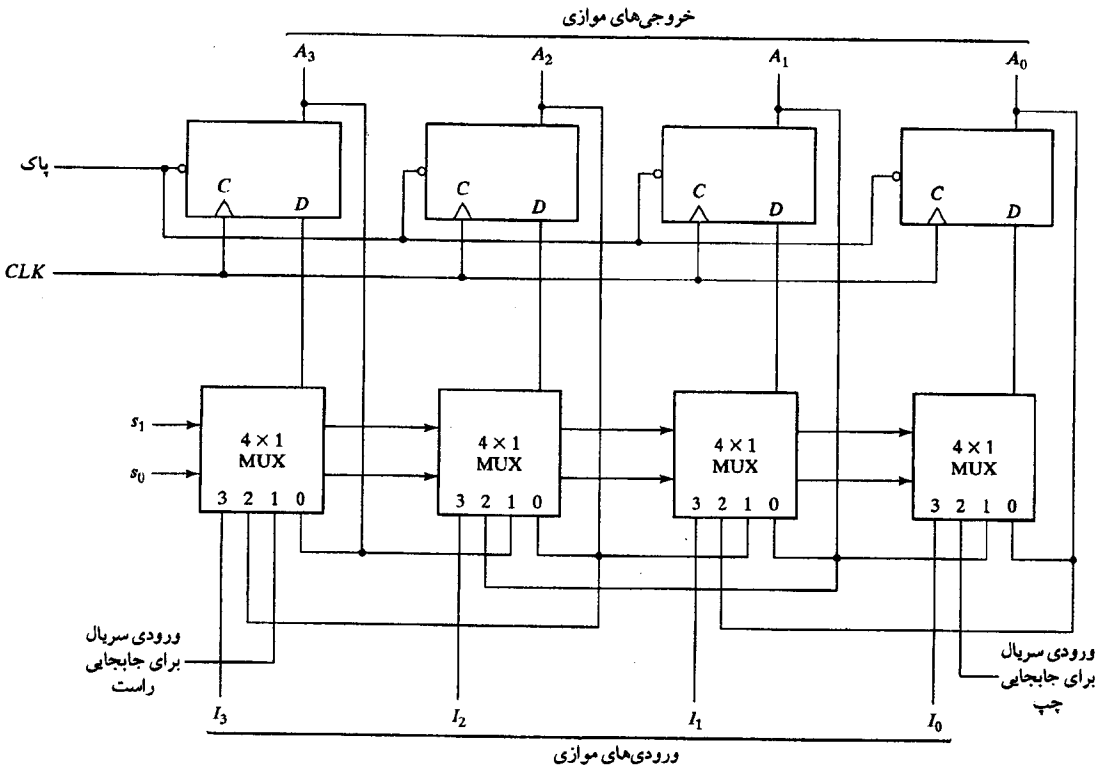 خروجی‌های موازی
A3 A2 A1 A0
پاک
C D C D C D C D
CLK
s1
s0
4 × 1
MUX
3 2 1 0
4 × 1
MUX
3 2 1 0
4 × 1
MUX
3 2 1 0
4 × 1
MUX
3 2 1 0
ورودی سریال
برای جابجایی
راست
ورودی سریال
برای جابجایی
چپ
I3 I2 I1 I0
ورودی‌های موازی